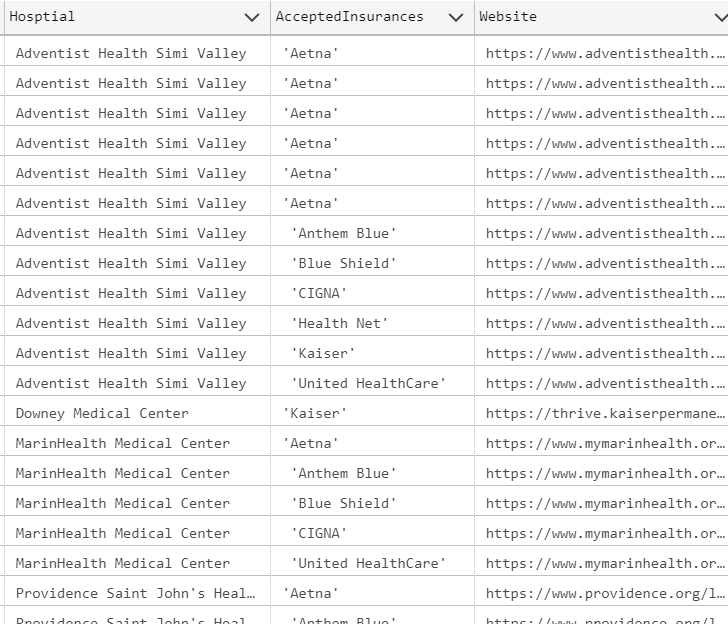 Hosptial AcceptedInsurances Website
Adventist Health Simi Valley 'Aetna' https://www.adventisthealth.…
Adventist Health Simi Valley 'Aetna' https://www.adventisthealth.…
Adventist Health Simi Valley 'Aetna' https://www.adventisthealth.…
Adventist Health Simi Valley 'Aetna' https://www.adventisthealth.…
Adventist Health Simi Valley 'Aetna' https://www.adventisthealth.…
Adventist Health Simi Valley 'Aetna' https://www.adventisthealth.…
Adventist Health Simi Valley 'Anthem Blue' https://www.adventisthealth.…
Adventist Health Simi Valley 'Blue Shield' https://www.adventisthealth.…
Adventist Health Simi Valley 'CIGNA' https://www.adventisthealth.…
Adventist Health Simi Valley 'Health Net' https://www.adventisthealth.…
Adventist Health Simi Valley 'Kaiser' https://www.adventisthealth.…
Adventist Health Simi Valley 'United HealthCare' https://www.adventisthealth.…
Downey Medical Center 'Kaiser' https://thrive.kaiserpermane…
MarinHealth Medical Center 'Aetna' https://www.mymarinhealth.or…
MarinHealth Medical Center 'Anthem Blue' https://www.mymarinhealth.or…
MarinHealth Medical Center 'Blue Shield' https://www.mymarinhealth.or…
MarinHealth Medical Center 'CIGNA' https://www.mymarinhealth.or…
MarinHealth Medical Center 'United HealthCare' https://www.mymarinhealth.or…
Providence Saint John's Heal… 'Aetna' https://www.providence.org/l…
Providence Saint John's Heal… 'Anthem Blue' https://www.providence.org/l…